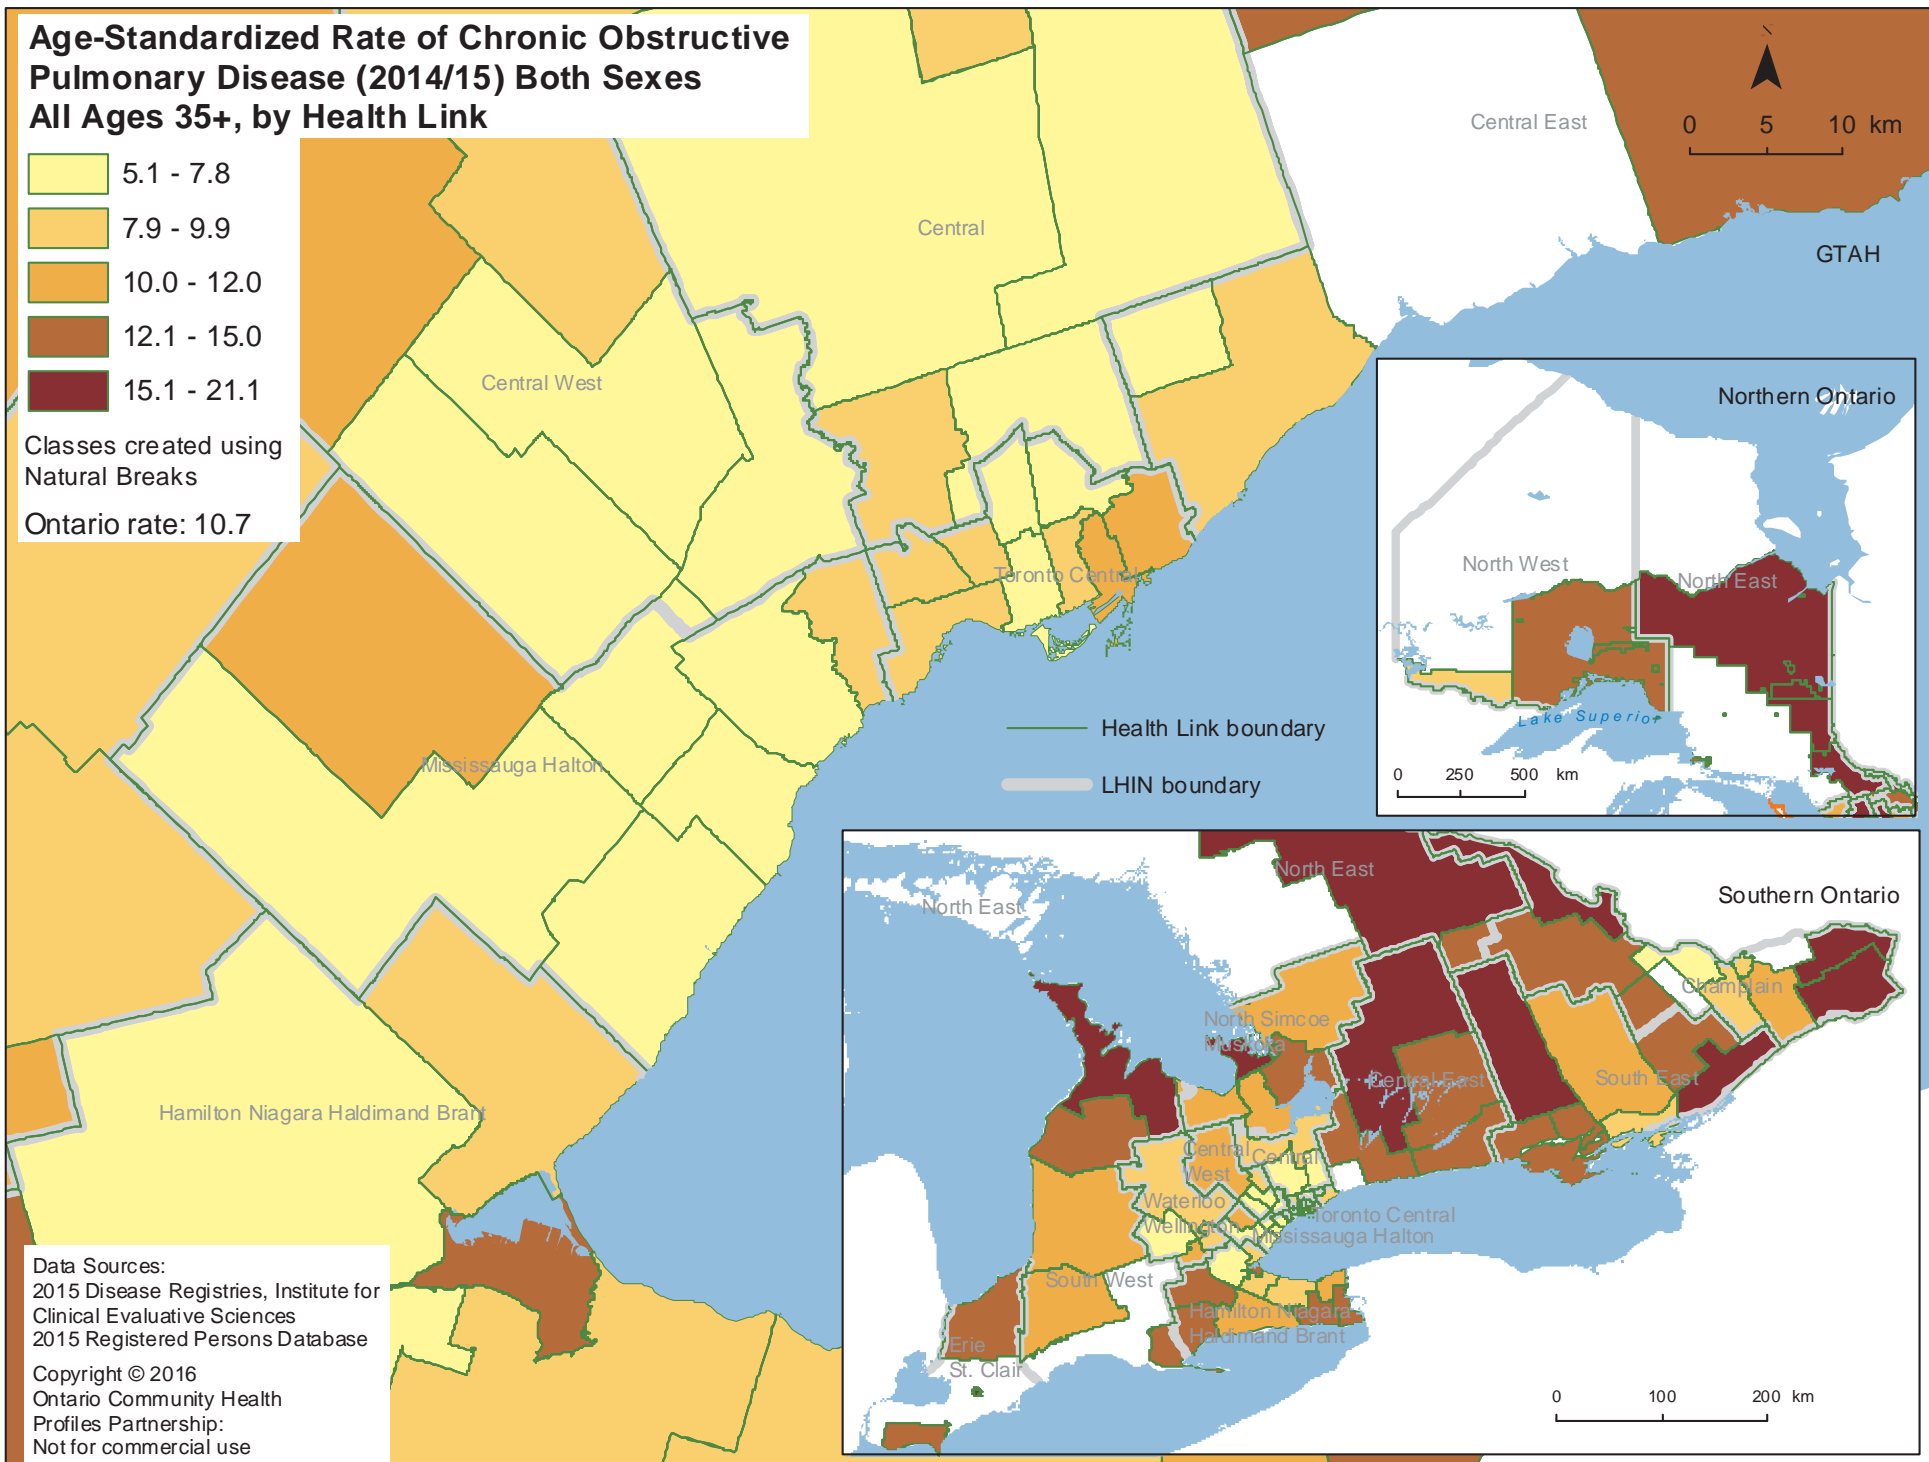 Age-Standardized Rate of Chronic Obstructive
Pulmonary Disease (2014/15) Both Sexes
All Ages 35+, by Health Link
5.1 - 7.8
7.9 - 9.9
10.0 - 12.0
12.1 - 15.0
15.1 - 21.1
Classes created using
Natural Breaks
Ontario rate: 10.7
N
0 5 10 km
GTAH
Central East
Central
Central West
Toronto Central
Mississauga Halton
Hamilton Niagara Haldimand Brant
Health Link boundary
LHIN boundary
Northern Ontario
North West
North East
Lake Superior
0 250 500 km
Southern Ontario
North East
North East
Champlain
North Simcoe
Muskoka
Central East
South East
Central
West
Central
Waterloo
Wellington
Toronto Central
Mississauga Halton
South West
Hamilton Niagara
Haldimand Brant
Erie
St. Clair
0 100 200 km
Data Sources:
2015 Disease Registries, Institute for
Clinical Evaluative Sciences
2015 Registered Persons Database
Copyright © 2016
Ontario Community Health
Profiles Partnership:
Not for commercial use